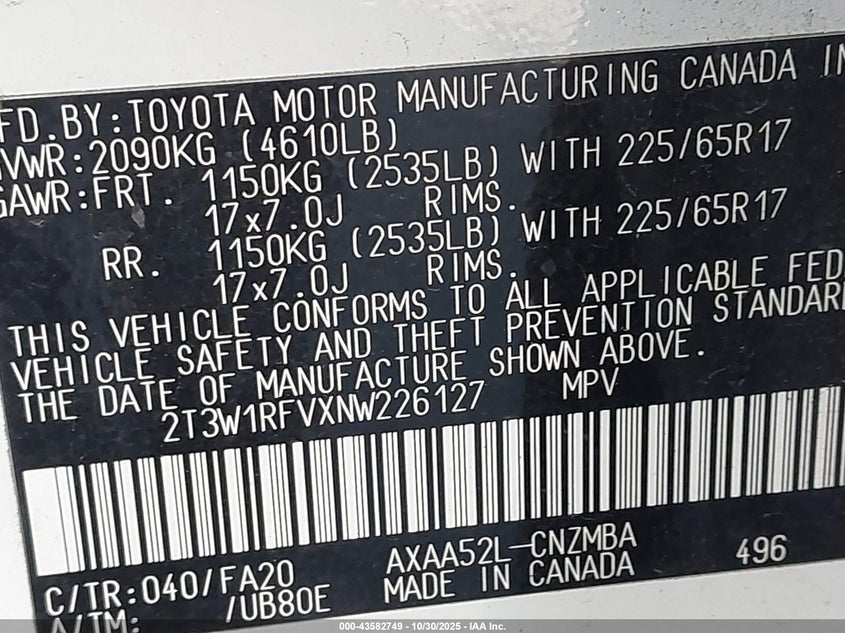 FD. BY: TOYOTA MOTOR MANUFACTURING CANADA IN
VWR: 2090KG (4610LB)
GAWR: FRT. 1150KG (2535LB) WITH 225/65R17
17x7.0J RIMS.
RR. 1150KG (2535LB) WITH 225/65R17
17x7.0J RIMS.
THIS VEHICLE CONFORMS TO ALL APPLICABLE FED
VEHICLE SAFETY AND THEFT PREVENTION STANDAR
THE DATE OF MANUFACTURE SHOWN ABOVE.
2T3W1RFVXNW226127 MPV
C/TR: 040/FA20 AXAA52L-CNZMBA 496
A/TM: /UB80E MADE IN CANADA
000-43582749 - 10/30/2025 - IAA Inc.